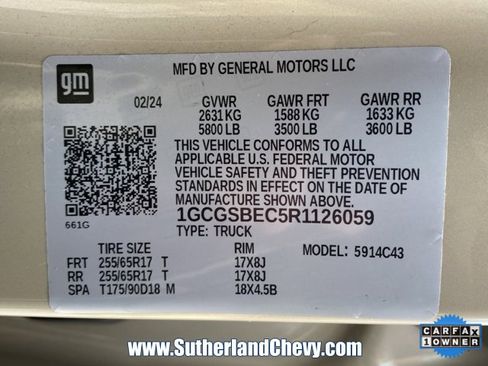 gm
MFD BY GENERAL MOTORS LLC
02/24 GVWR GAWR FRT GAWR RR
2631 KG 1588 KG 1633 KG
5800 LB 3500 LB 3600 LB
THIS VEHICLE CONFORMS TO ALL
APPLICABLE U.S. FEDERAL MOTOR
VEHICLE SAFETY AND THEFT PREVENTION
STANDARDS IN EFFECT ON THE DATE OF
MANUFACTURE SHOWN ABOVE.
661G
1GCGSBEC5R1126059
TYPE: TRUCK
TIRE SIZE RIM MODEL: 5914C43
FRT 255/65R17 T 17X8J
RR 255/65R17 T 17X8J
SPA T175/90D18 M 18X4.5B
www.SutherlandChevy.com
CARFAX
1 OWNER